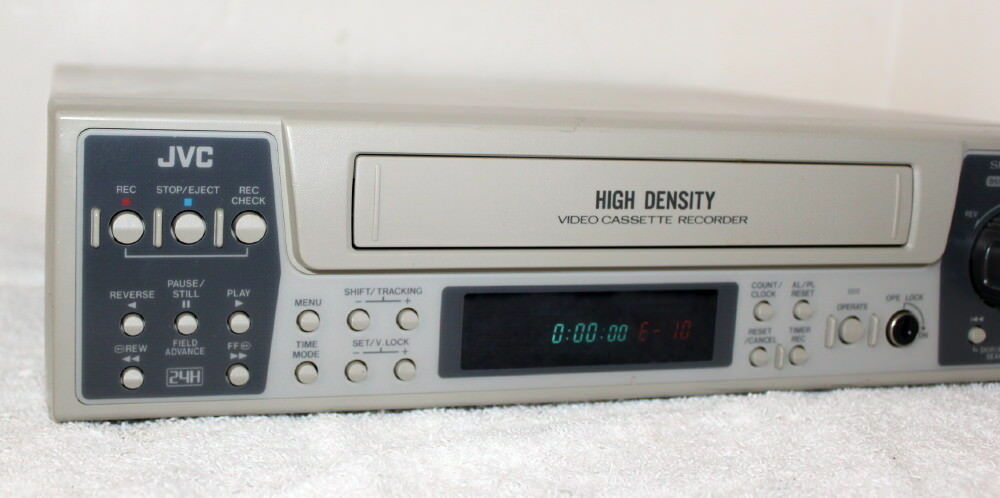 JVC
REC STOP/EJECT REC CHECK
REVERSE PAUSE/STILL PLAY
REW FIELD ADVANCE FF
24H
MENU SHIFT/TRACKING
- +
TIME MODE SET/V.LOCK
- +
HIGH DENSITY
VIDEO CASSETTE RECORDER
0:00:00 E-10
COUNT/CLOCK AL/PL RESET
RESET/CANCEL TIMER REC
OPERATE OPE. LOCK
REV